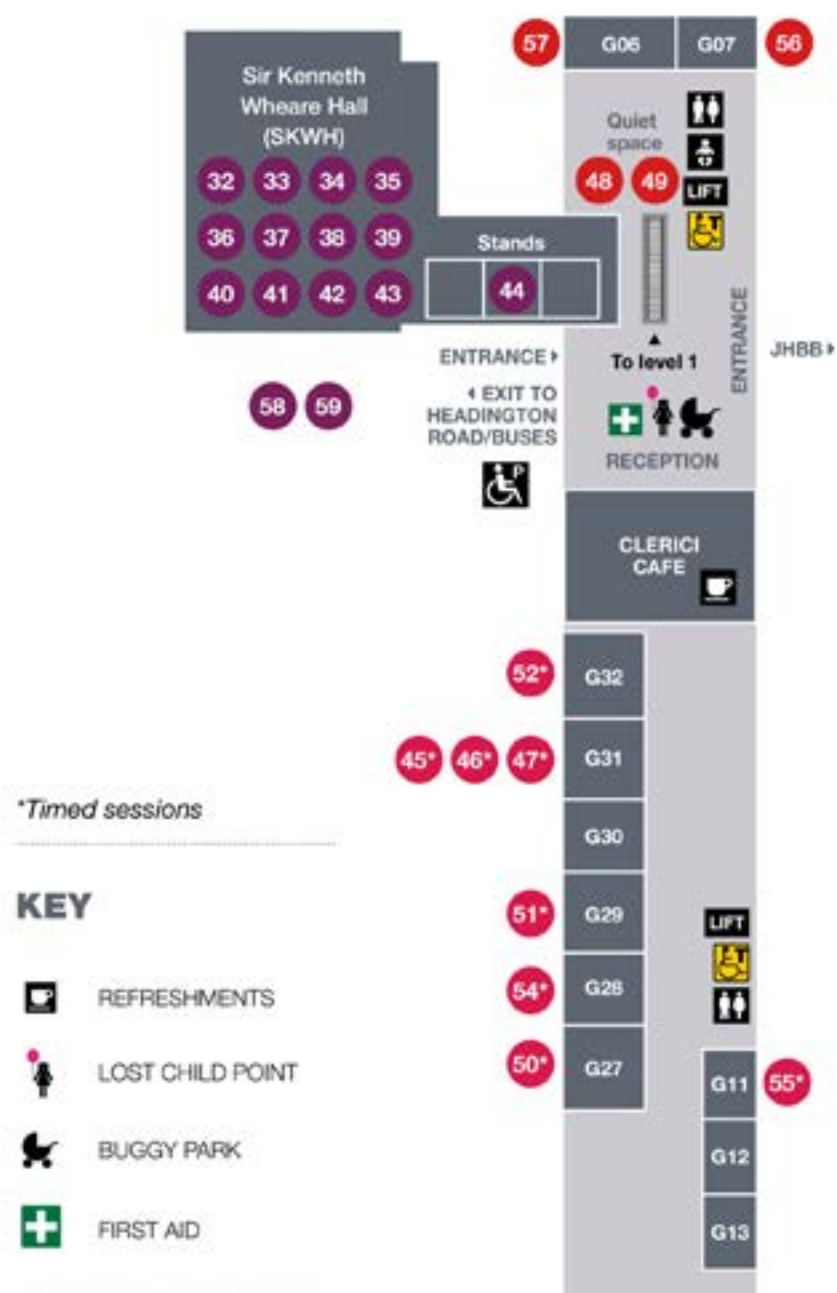 57
G06
G07
56
Sir Kenneth
Wheare Hall
(SKWH)
Quiet
space
LIFT
32 33 34 35
48 49
36 37 38 39
Stands
40 41 42 43
44
ENTRANCE
ENTRANCE
To level 1
JHBB
58 59
EXIT TO
HEADINGTON
ROAD/BUSES
P
RECEPTION
CLERICI
CAFE
52*
G32
45* 46* 47*
G31
*Timed sessions
G30
KEY
51*
G29
LIFT
54*
G28
REFRESHMENTS
50*
G27
G11
55*
LOST CHILD POINT
BUGGY PARK
G12
FIRST AID
G13